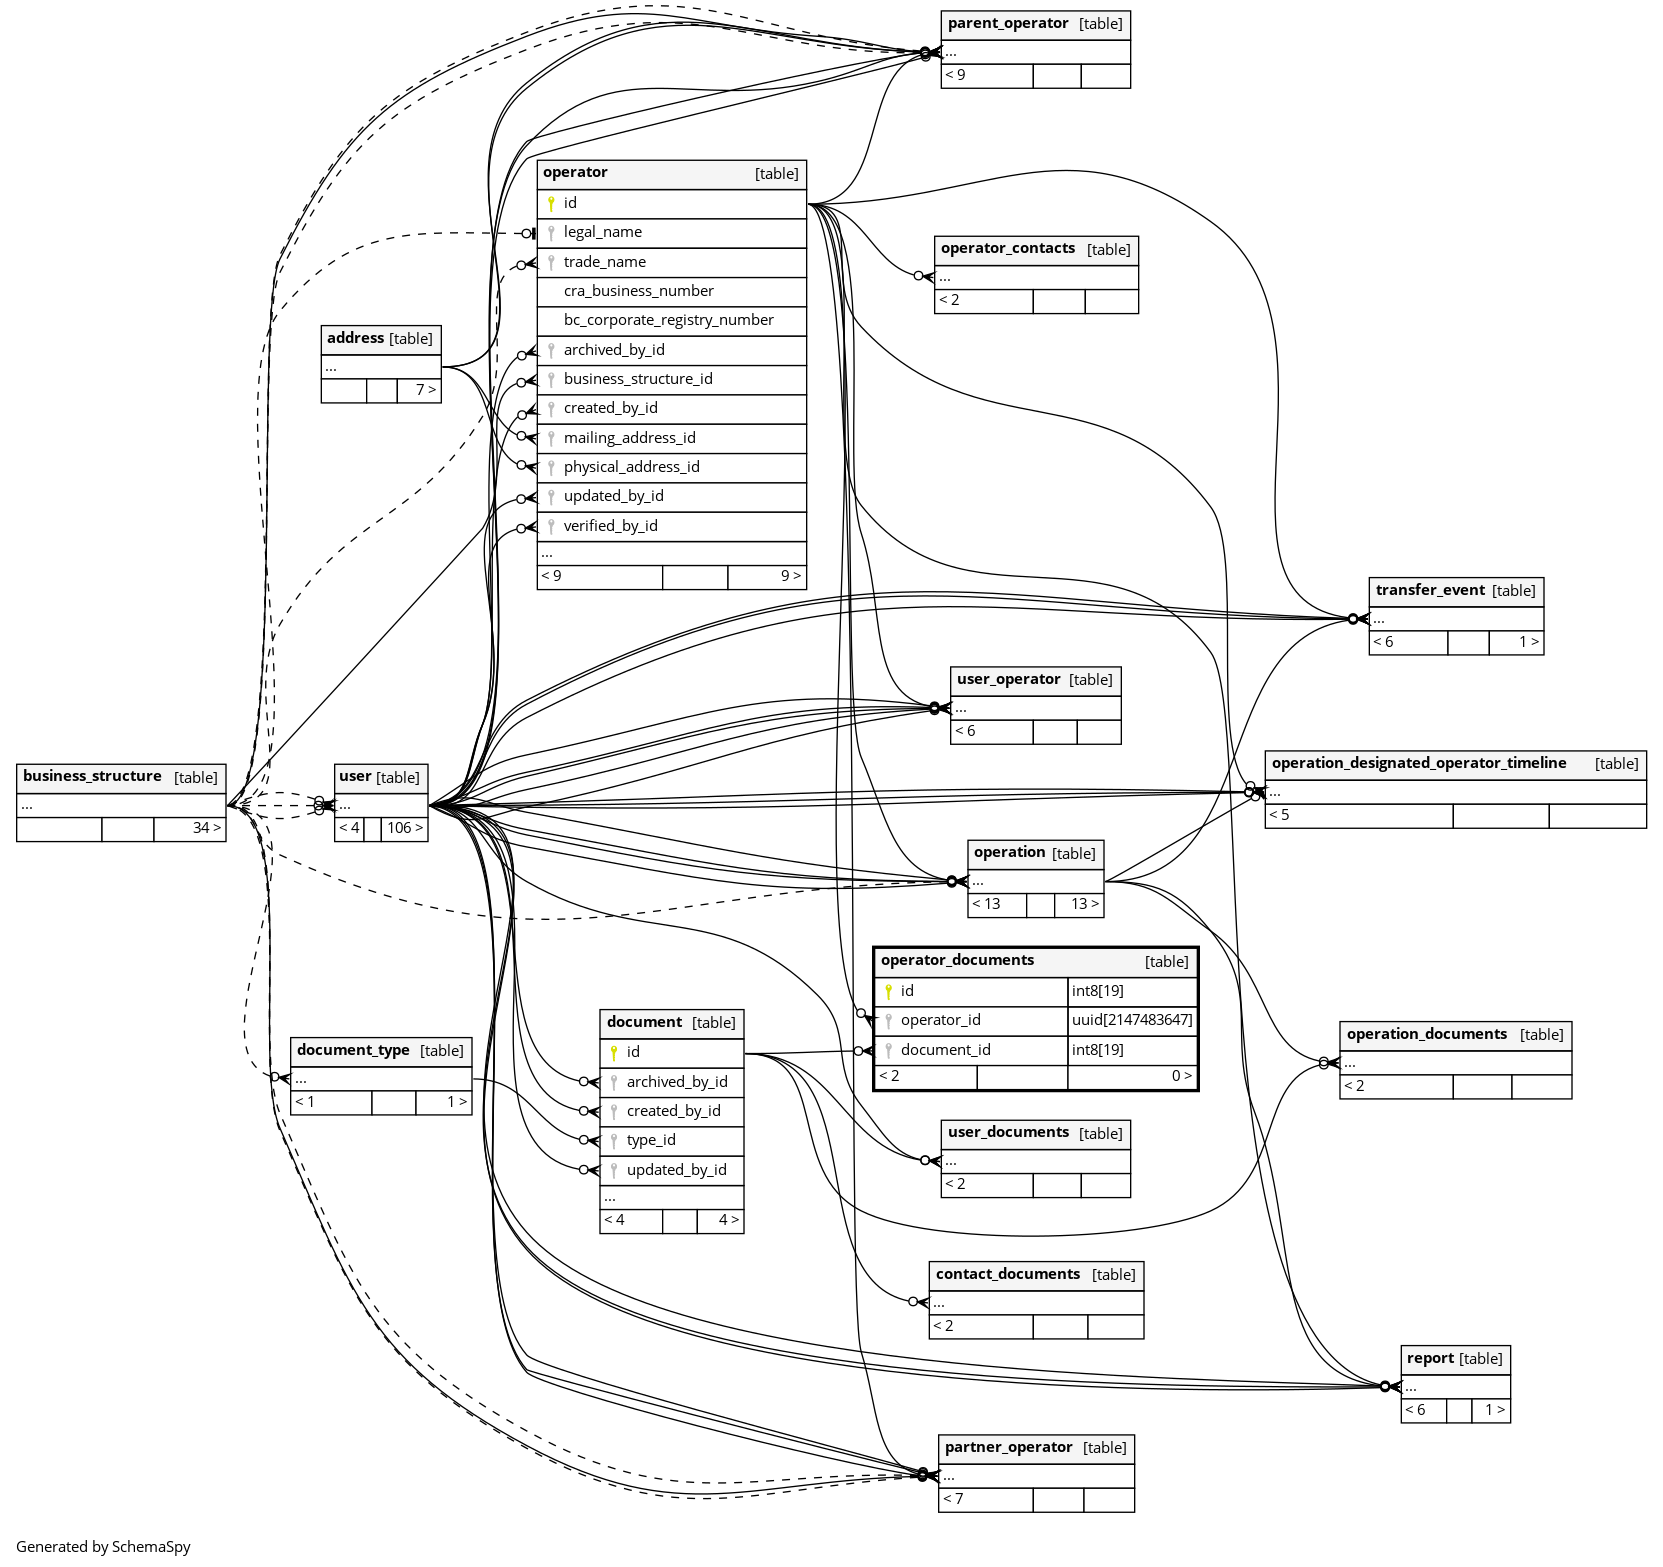 parent_operator [table]
...
< 9
operator [table]
id
legal_name
trade_name
cra_business_number
bc_corporate_registry_number
archived_by_id
business_structure_id
created_by_id
mailing_address_id
physical_address_id
updated_by_id
verified_by_id
...
< 9 9 >
operator_contacts [table]
...
< 2
address [table]
...
7 >
transfer_event [table]
...
< 6 1 >
user_operator [table]
...
< 6
business_structure [table]
...
34 >
user [table]
...
< 4 106 >
operation_designated_operator_timeline [table]
...
< 5
operation [table]
...
< 13 13 >
operator_documents [table]
id int8[19]
operator_id uuid[2147483647]
document_id int8[19]
< 2 0 >
document_type [table]
...
< 1 1 >
document [table]
id
archived_by_id
created_by_id
type_id
updated_by_id
...
< 4 4 >
operation_documents [table]
...
< 2
user_documents [table]
...
< 2
contact_documents [table]
...
< 2
report [table]
...
< 6 1 >
partner_operator [table]
...
< 7
Generated by SchemaSpy